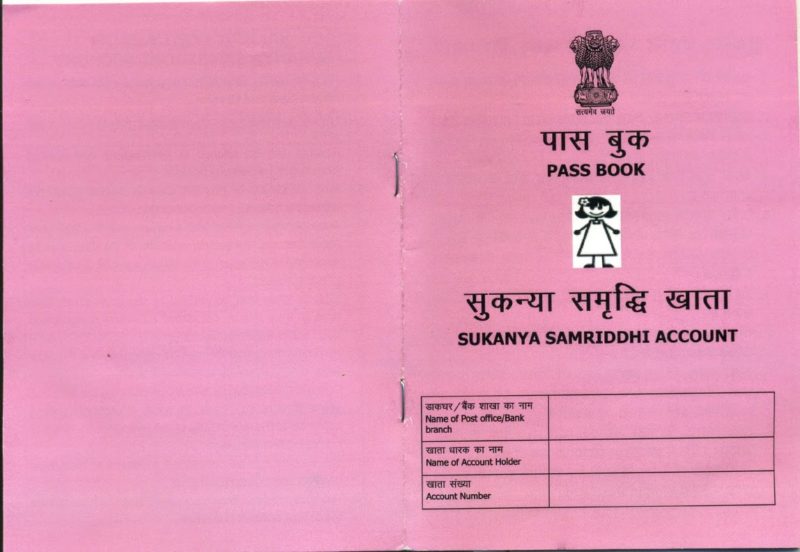 सत्यमेव जयते
पास बुक
PASS BOOK
सुकन्या समृद्धि खाता
SUKANYA SAMRIDDHI ACCOUNT
डाकघर/बैंक शाखा का नाम
Name of Post office/Bank
branch
खाता धारक का नाम
Name of Account Holder
खाता संख्या
Account Number